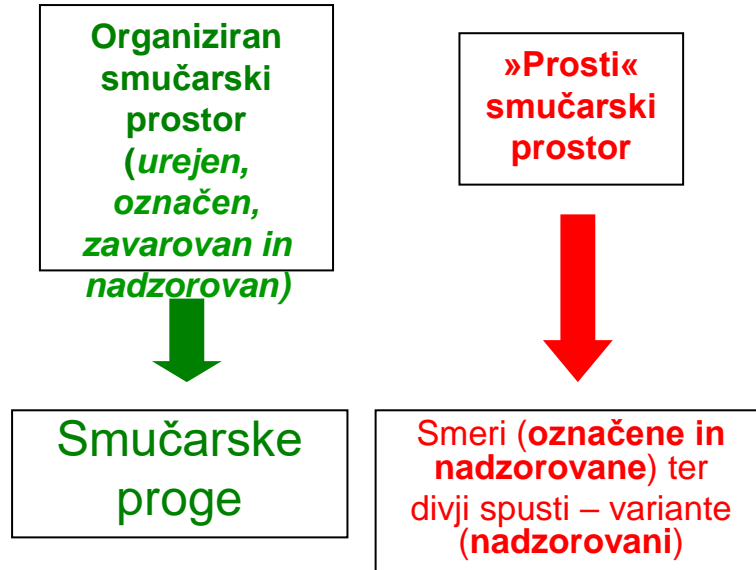 Organiziran
smučarski
prostor
(urejen,
označen,
zavarovan in
nadzorovan)
»Prosti«
smučarski
prostor
Smučarske
proge
Smeri (označene in
nadzorovane) ter
divji spusti – variante
(nadzorovani)